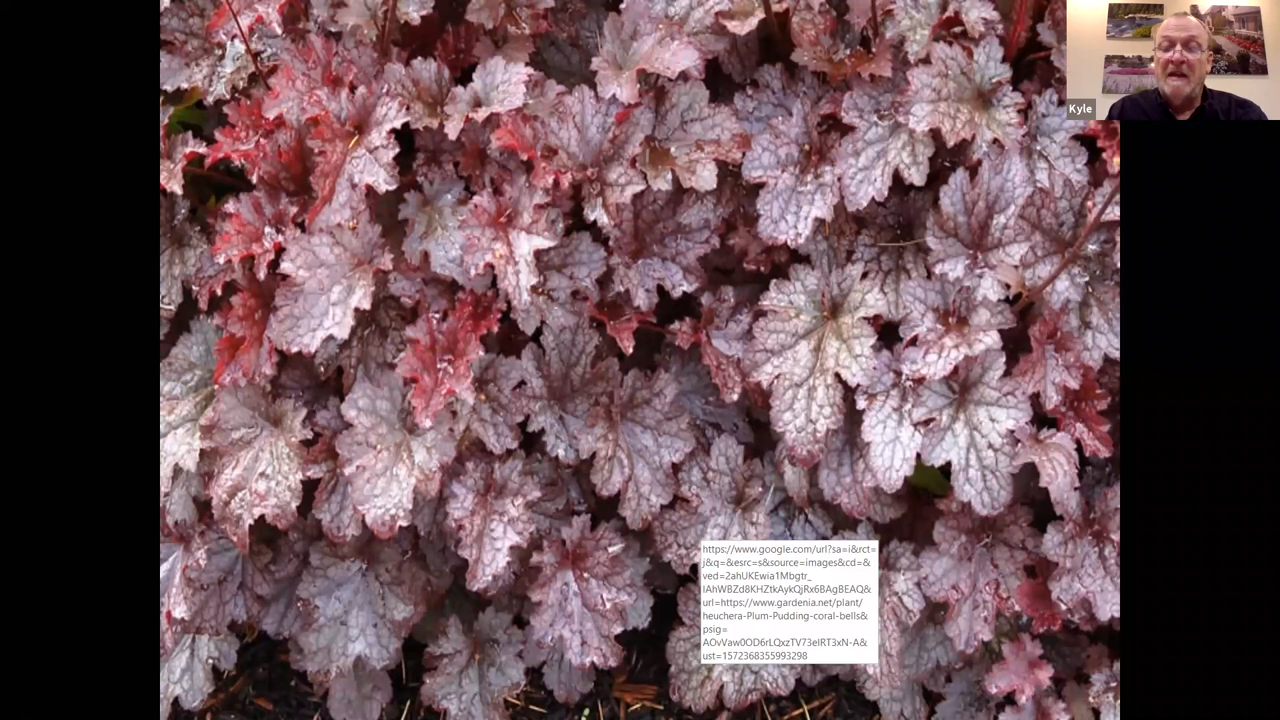 Kyle
https://www.google.com/url?sa=i&rct=
j&q=&esrc=s&source=images&cd=&
ved=2ahUKEwia1Mbgtr_
IAhWBZd8KHZtkAykQjRx6BAgBEAQ&
url=https://www.gardenia.net/plant/
heuchera-Plum-Pudding-coral-bells&
psig=
AOvVaw0OD6rLQxzTV73eIRT3xN-A&
ust=1572368355993298